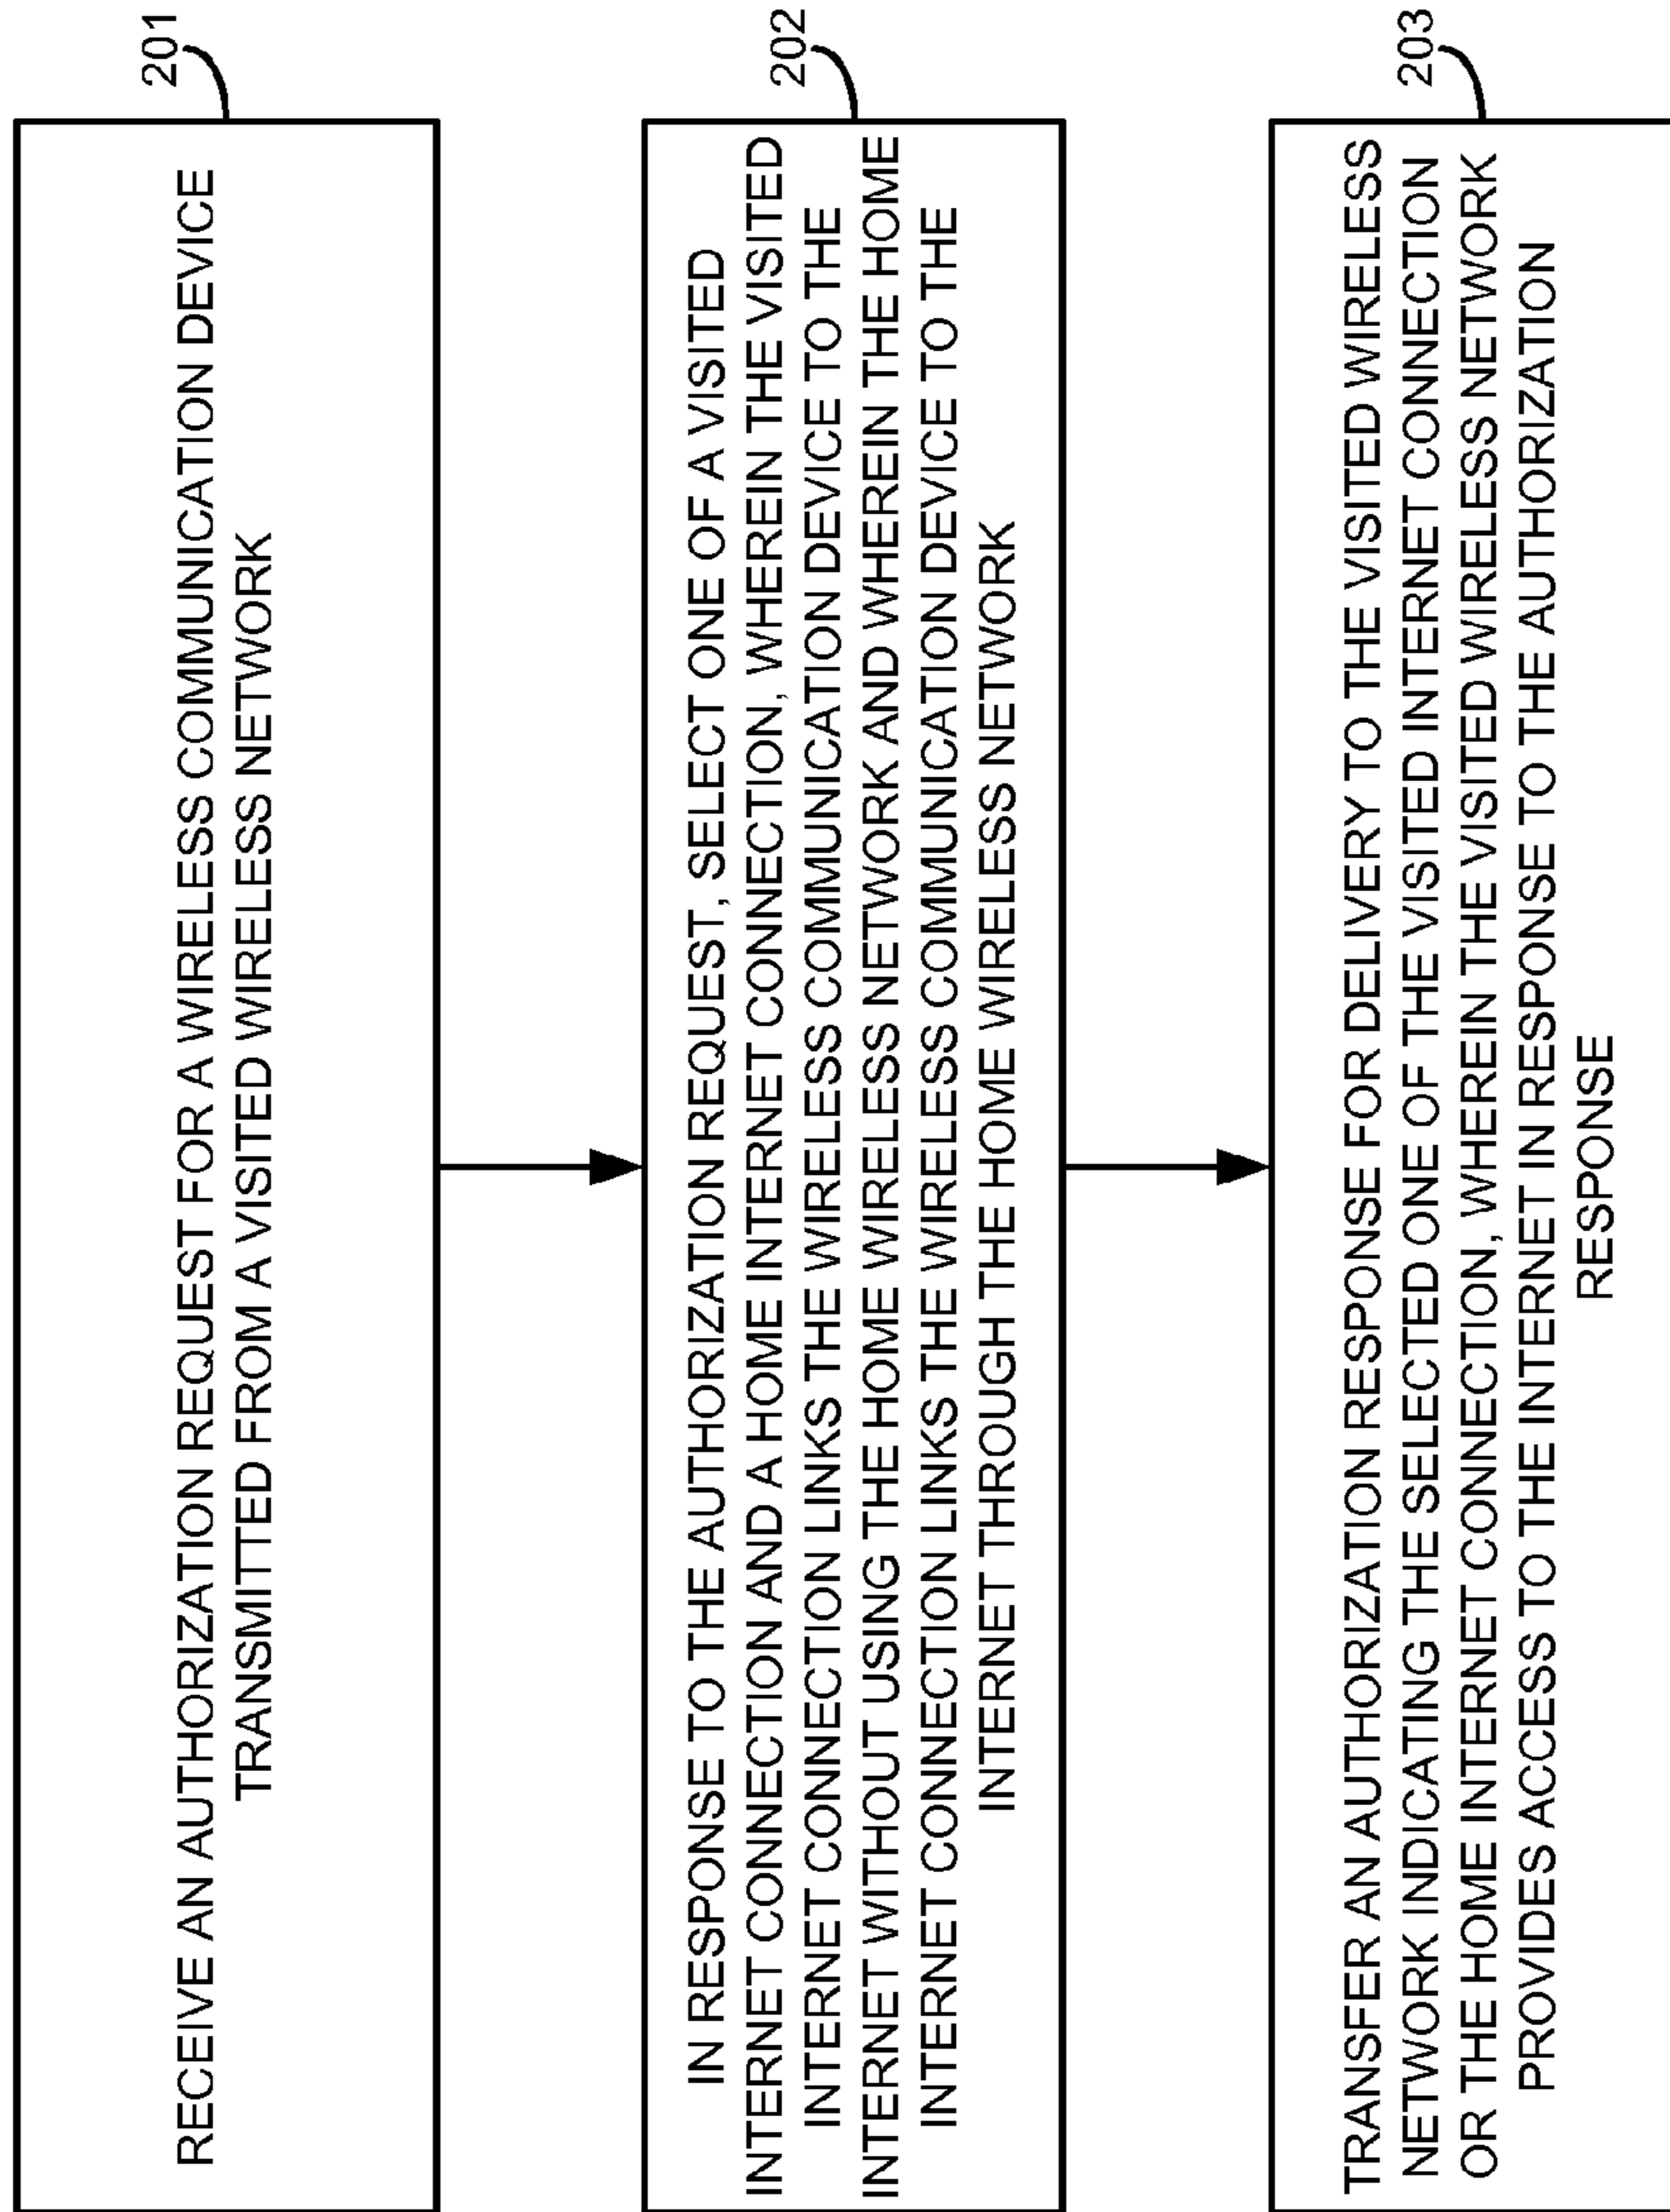 201
RECEIVE AN AUTHORIZATION REQUEST FOR A WIRELESS COMMUNICATION DEVICE
TRANSMITTED FROM A VISITED WIRELESS NETWORK
202
IN RESPONSE TO THE AUTHORIZATION REQUEST, SELECT ONE OF A VISITED
INTERNET CONNECTION AND A HOME INTERNET CONNECTION, WHEREIN THE VISITED
INTERNET CONNECTION LINKS THE WIRELESS COMMUNICATION DEVICE TO THE
INTERNET WITHOUT USING THE HOME WIRELESS NETWORK AND WHEREIN THE HOME
INTERNET CONNECTION LINKS THE WIRELESS COMMUNICATION DEVICE TO THE
INTERNET THROUGH THE HOME WIRELESS NETWORK
203
TRANSFER AN AUTHORIZATION RESPONSE FOR DELIVERY TO THE VISITED WIRELESS
NETWORK INDICATING THE SELECTED ONE OF THE VISITED INTERNET CONNECTION
OR THE HOME INTERNET CONNECTION, WHEREIN THE VISITED WIRELESS NETWORK
PROVIDES ACCESS TO THE INTERNET IN RESPONSE TO THE AUTHORIZATION
RESPONSE